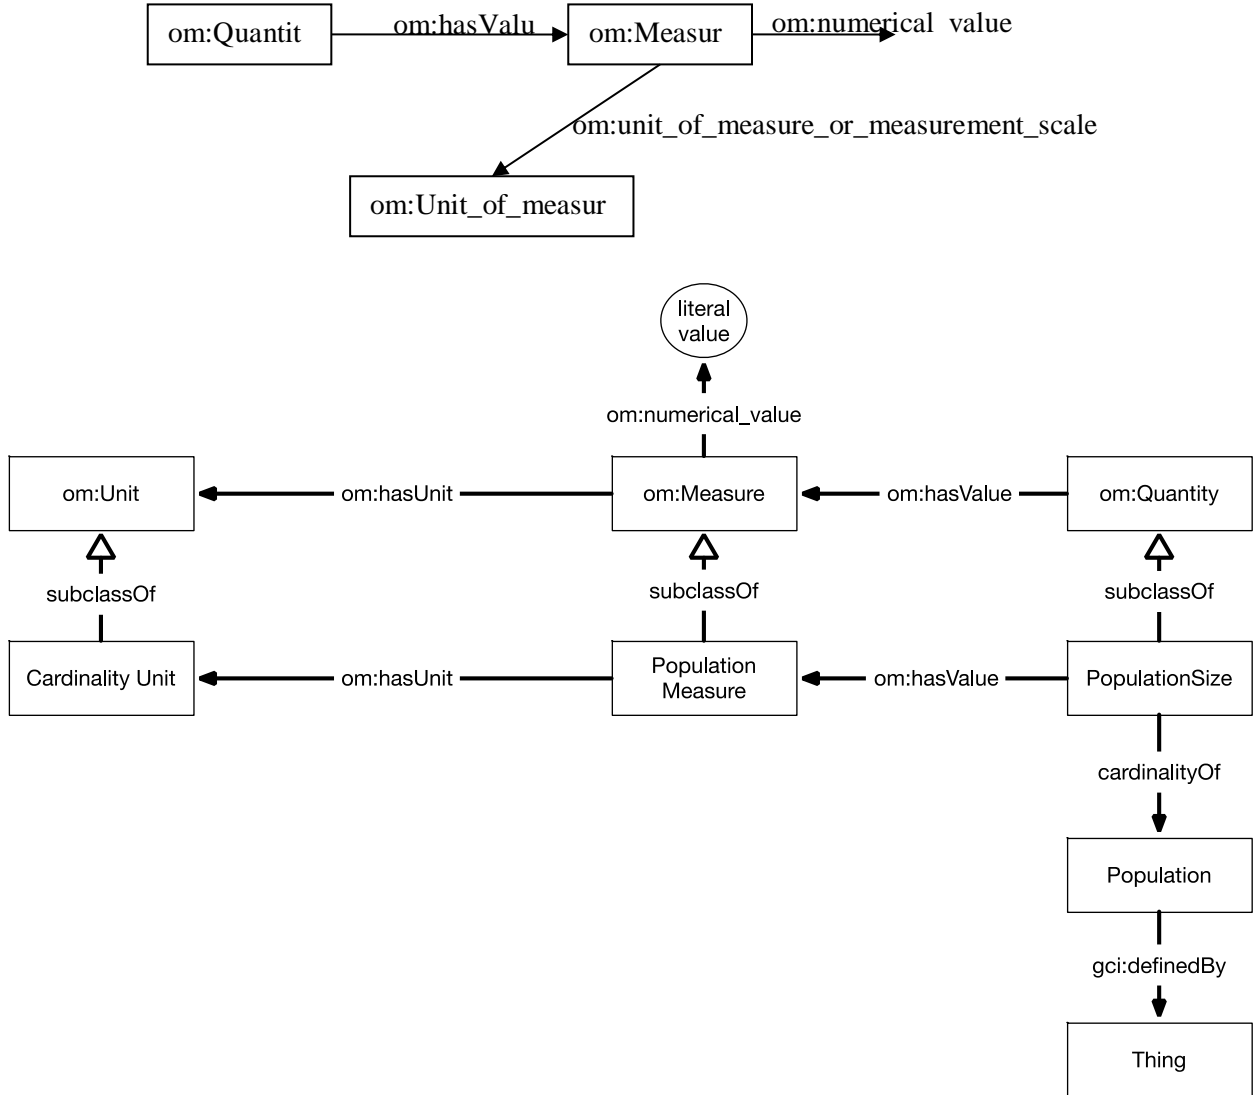 om:Quantit om:hasValu om:Measur om:numerical value
om:unit_of_measure_or_measurement_scale
om:Unit_of_measur
literal
value
om:numerical_value
om:Unit om:hasUnit om:Measure om:hasValue om:Quantity
subclassOf subclassOf subclassOf
Cardinality Unit om:hasUnit Population
Measure om:hasValue PopulationSize
cardinalityOf
Population
gci:definedBy
Thing